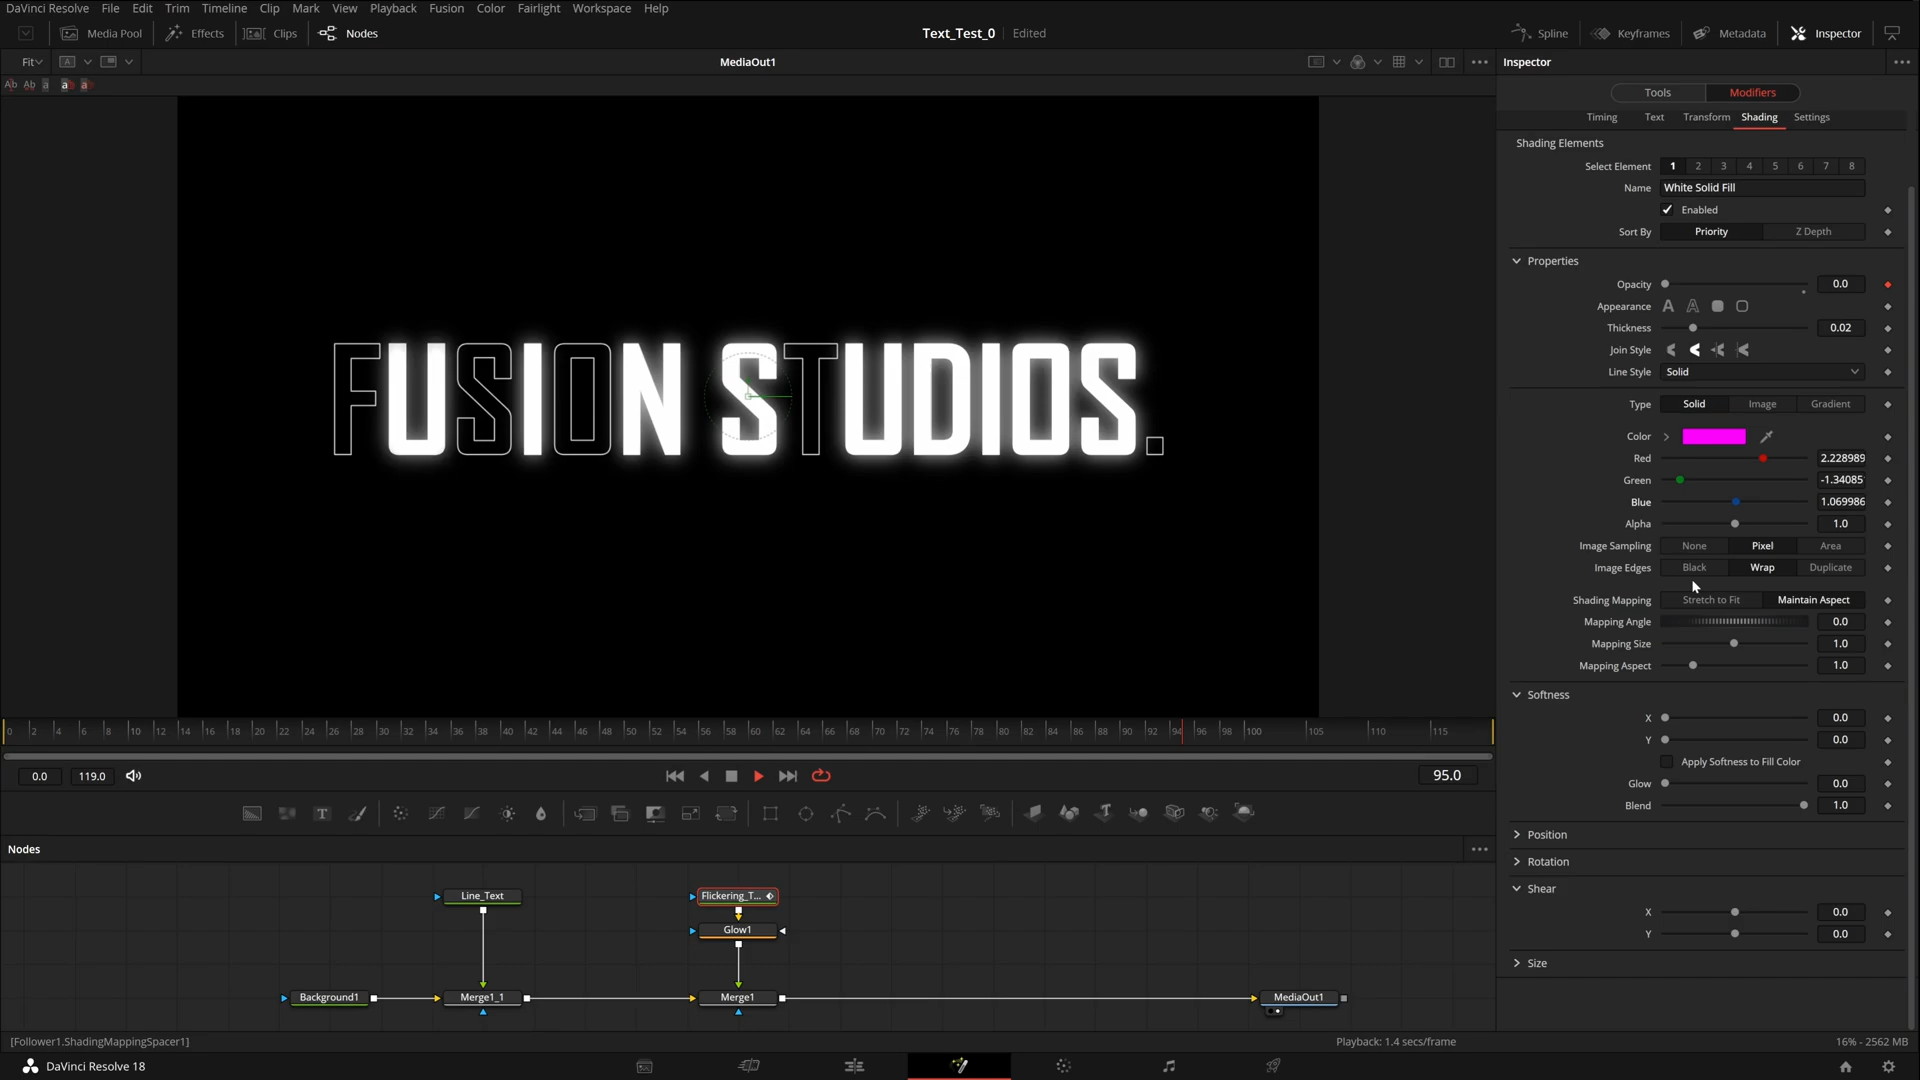 DaVinci Resolve File Edit Trim Timeline Clip Mark View Playback Fusion Color Fairlight Workspace Help
Media Pool Effects Clips Nodes Text_Test_0 Edited Spline Keyframes Metadata Inspector
Fit MediaOut1 Inspector
Tools Modifiers
Timing Text Transform Shading Settings
Shading Elements
Select Element 1 2 3 4 5 6 7 8
Name White Solid Fill
Enabled
Sort By Priority Z Depth
Properties
Opacity 0.0
Appearance
Thickness 0.02
Join Style
Line Style Solid
FUSION STUDIOS.
Type Solid Image Gradient
Color
Red 2.228989
Green -1.34085
Blue 1.069986
Alpha 1.0
Image Sampling None Pixel Area
Image Edges Black Wrap Duplicate
Shading Mapping Stretch to Fit Maintain Aspect
Mapping Angle 0.0
Mapping Size 1.0
Mapping Aspect 1.0
Softness
X 0.0
Y 0.0
Apply Softness to Fill Color
Glow 0.0
Blend 1.0
Position
Rotation
Shear
X 0.0
Y 0.0
Size
0 2 4 6 8 10 12 14 16 18 20 22 24 26 28 30 32 34 36 38 40 42 44 46 48 50 52 54 56 58 60 62 64 66 68 70 72 74 76 78 80 82 84 86 88 90 92 94 96 98 100 105 110 115
0.0 119.0 95.0
Nodes
Line_Text Flickering_T...
Glow1
Background1 Merge1_1 Merge1 MediaOut1
[Follower1.ShadingMappingSpacer1] Playback: 1.4 secs/frame 16% - 2562 MB
DaVinci Resolve 18